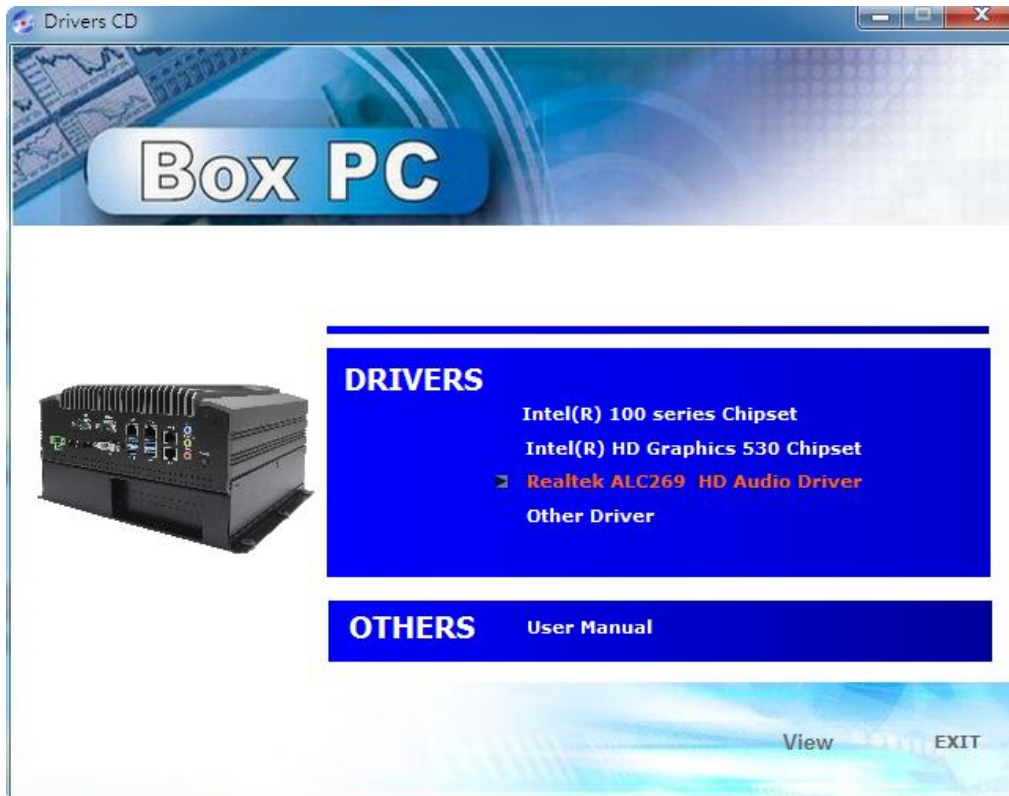 Drivers CD
Box PC
DRIVERS
Intel(R) 100 series Chipset
Intel(R) HD Graphics 530 Chipset
Realtek ALC269 HD Audio Driver
Other Driver
OTHERS
User Manual
View
EXIT